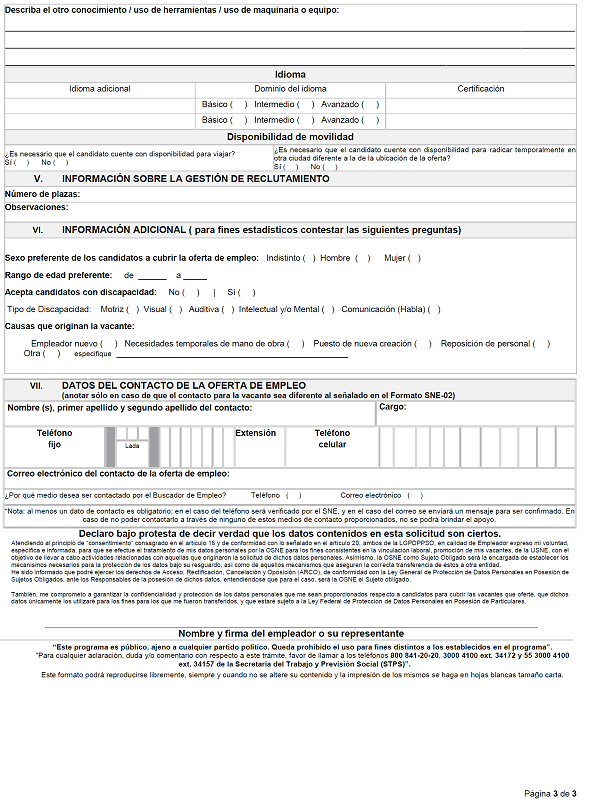 Describa el otro conocimiento / uso de herramientas / uso de maquinaria o equipo:
Idioma
Idioma adicional Dominio del idioma Certificación
Básico ( ) Intermedio ( ) Avanzado ( )
Básico ( ) Intermedio ( ) Avanzado ( )
Disponibilidad de movilidad
¿Es necesario que el candidato cuente con disponibilidad para viajar?
Sí ( ) No ( )
¿Es necesario que el candidato cuente con disponibilidad para radicar temporalmente en
otra ciudad diferente a la de la ubicación de la oferta?
Sí ( ) No ( )
V. INFORMACIÓN SOBRE LA GESTIÓN DE RECLUTAMIENTO
Número de plazas:
Observaciones:
VI. INFORMACIÓN ADICIONAL ( para fines estadísticos contestar las siguientes preguntas)
Sexo preferente de los candidatos a cubrir la oferta de empleo: Indistinto ( ) Hombre ( ) Mujer ( )
Rango de edad preferente: de ______ a _____
Acepta candidatos con discapacidad: No ( ) | Sí ( )
Tipo de Discapacidad: Motriz ( ) Visual ( ) Auditiva ( ) Intelectual y/o Mental ( ) Comunicación (Habla) ( )
Causas que originan la vacante:
Empleador nuevo ( ) Necesidades temporales de mano de obra ( ) Puesto de nueva creación ( ) Reposición de personal ( )
Otra ( ) especifique
VII. DATOS DEL CONTACTO DE LA OFERTA DE EMPLEO
(anotar sólo en caso de que el contacto para la vacante sea diferente al señalado en el Formato SNE-02)
Nombre (s), primer apellido y segundo apellido del contacto: Cargo:
Teléfono fijo Lada Extensión Teléfono celular
Correo electrónico del contacto de la oferta de empleo:
¿Por qué medio desea ser contactado por el Buscador de Empleo? Teléfono ( ) Correo electrónico ( )
*Nota: al menos un dato de contacto es obligatorio; en el caso del teléfono será verificado por el SNE, y en el caso del correo se enviará un mensaje para ser confirmado. En
caso de no poder contactarlo a través de ninguno de estos medios de contacto proporcionados, no se podrá brindar el apoyo.
Declaro bajo protesta de decir verdad que los datos contenidos en esta solicitud son ciertos.
Atendiendo al principio de "consentimiento" consagrado en el artículo 16 y conformidad con lo señalado en el artículo 20, ambos de la LGPDPPSO, en calidad de Empleador expreso mi voluntad,
específica e informada, para que se efectué el tratamiento de mis datos personales por la OSNE para los fines consistentes en la vinculación laboral, promoción de mis vacantes, de la USNE, con el
objetivo de llevar a cabo actividades relacionadas con aquellas que originaron la solicitud de dichos datos personales. Asimismo, la OSNE como Sujeto Obligado será la encargada de establecer los
mecanismos necesarios para la protección de los datos bajo su resguardo, así como de aquellos mecanismos que aseguren la correcta transferencia de éstos a otra entidad.
He sido informado que podré ejercer los derechos de Acceso, Rectificación, Cancelación y Oposición (ARCO), de conformidad con la Ley General de Protección de Datos Personales en Posesión de
Sujetos Obligados, ante los Responsables de la posesión de dichos datos, entendiéndose que para el caso, será la OSNE el Sujeto obligado.
También, me comprometo a garantizar la confidencialidad y protección de los datos personales que me sean proporcionados respecto a candidatos para cubrir las vacantes que oferté, que dichos
datos únicamente los utilizaré para los fines para los que me fueron transferidos, y que estaré sujeto a la Ley Federal de Protección de Datos Personales en Posesión de Particulares.
Nombre y firma del empleador o su representante
"Este programa es público, ajeno a cualquier partido político. Queda prohibido el uso para fines distintos a los establecidos en el programa".
"Para cualquier aclaración, duda y/o comentario con respecto a este trámite, favor de llamar a los teléfonos 800 841-20-20, 3000 4100 ext. 34172 y 55 3000 4100
ext. 34157 de la Secretaría del Trabajo y Previsión Social (STPS)".
Este formato podrá reproducirse libremente, siempre y cuando no se altere su contenido y la impresión de los mismos se haga en hojas blancas tamaño carta.
Página 3 de 3